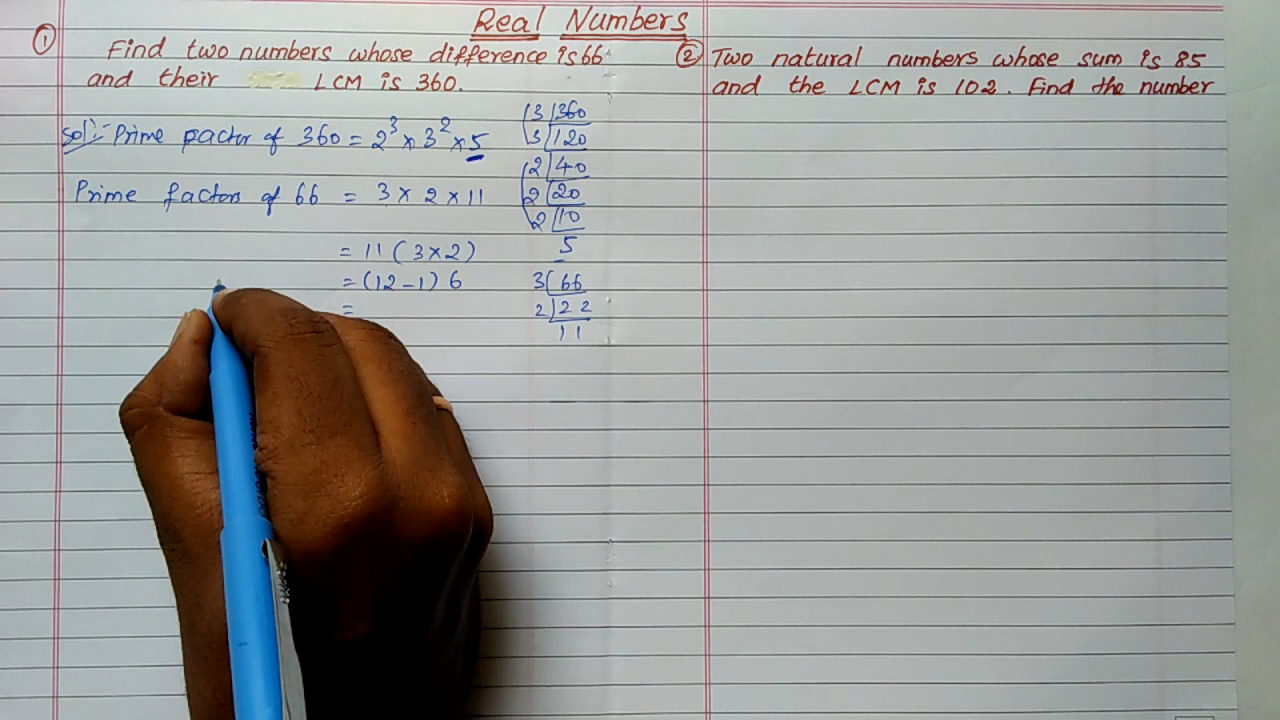 Real Numbers
① Find two numbers whose difference is 66
and their LCM is 360.
Sol:- Prime factor of 360 = 2³ × 3² × 5
Prime factors of 66 = 3 × 2 × 11
= 11 (3×2)
= (12-1) 6
=
3 | 360
3 | 120
2 | 40
2 | 20
2 | 10
5
3 | 66
2 | 22
11
② Two natural numbers whose sum is 85
and the LCM is 102. Find the number